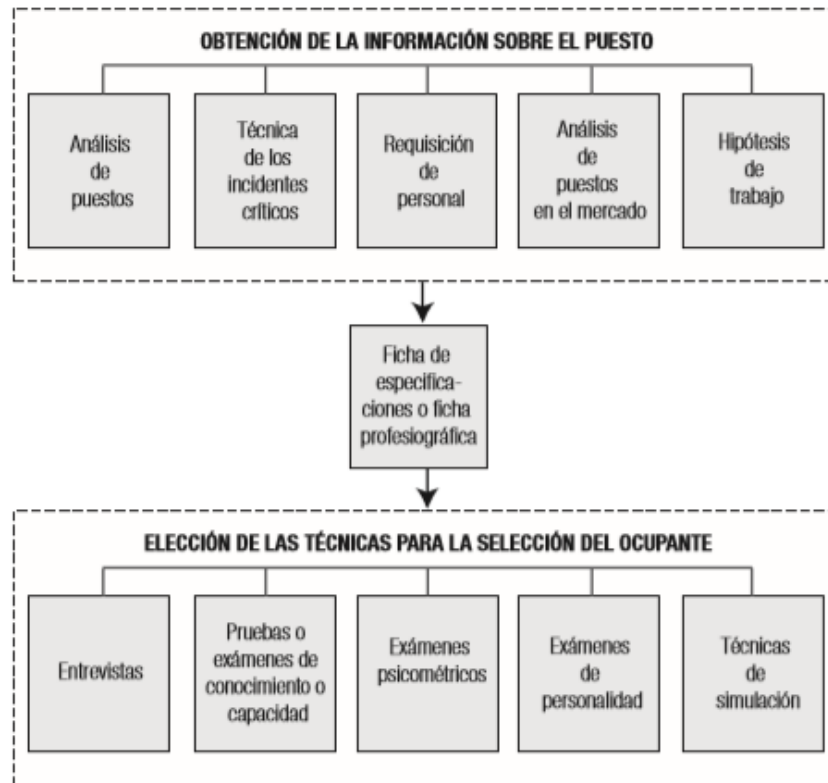 OBTENCIÓN DE LA INFORMACIÓN SOBRE EL PUESTO
Análisis
de
puestos
Técnica
de los
incidentes
críticos
Requisición
de
personal
Análisis
de
puestos
en el mercado
Hipótesis
de
trabajo
Ficha de
especifica-
ciones o ficha
profesiográfica
ELECCIÓN DE LAS TÉCNICAS PARA LA SELECCIÓN DEL OCUPANTE
Entrevistas
Pruebas o
exámenes de
conocimiento o
capacidad
Exámenes
psicométricos
Exámenes
de
personalidad
Técnicas
de
simulación